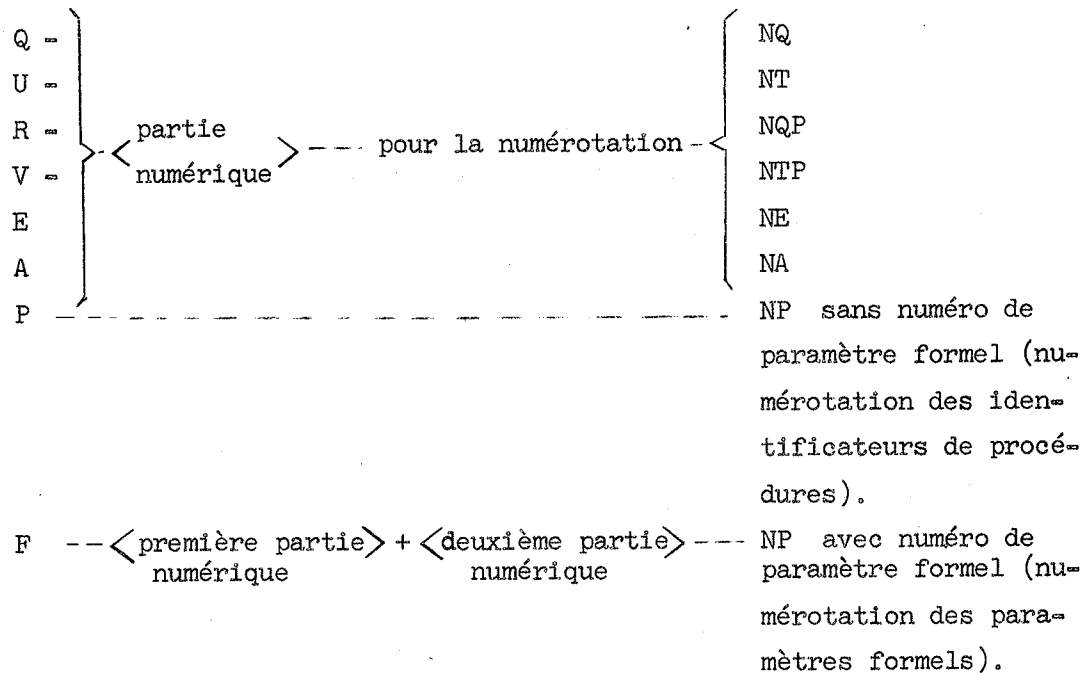 Q - NQ
U - NT
R - partie NQP
< > --- pour la numérotation -
V - numérique NTP
E NE
A NA
P - - - - - - - - - - - - NP sans numéro de
paramètre formel (nu-
mérotation des iden-
tificateurs de procé-
dures).
F -- <première partie> + <deuxième partie> --- NP avec numéro de
numérique numérique paramètre formel (nu-
mérotation des para-
mètres formels).